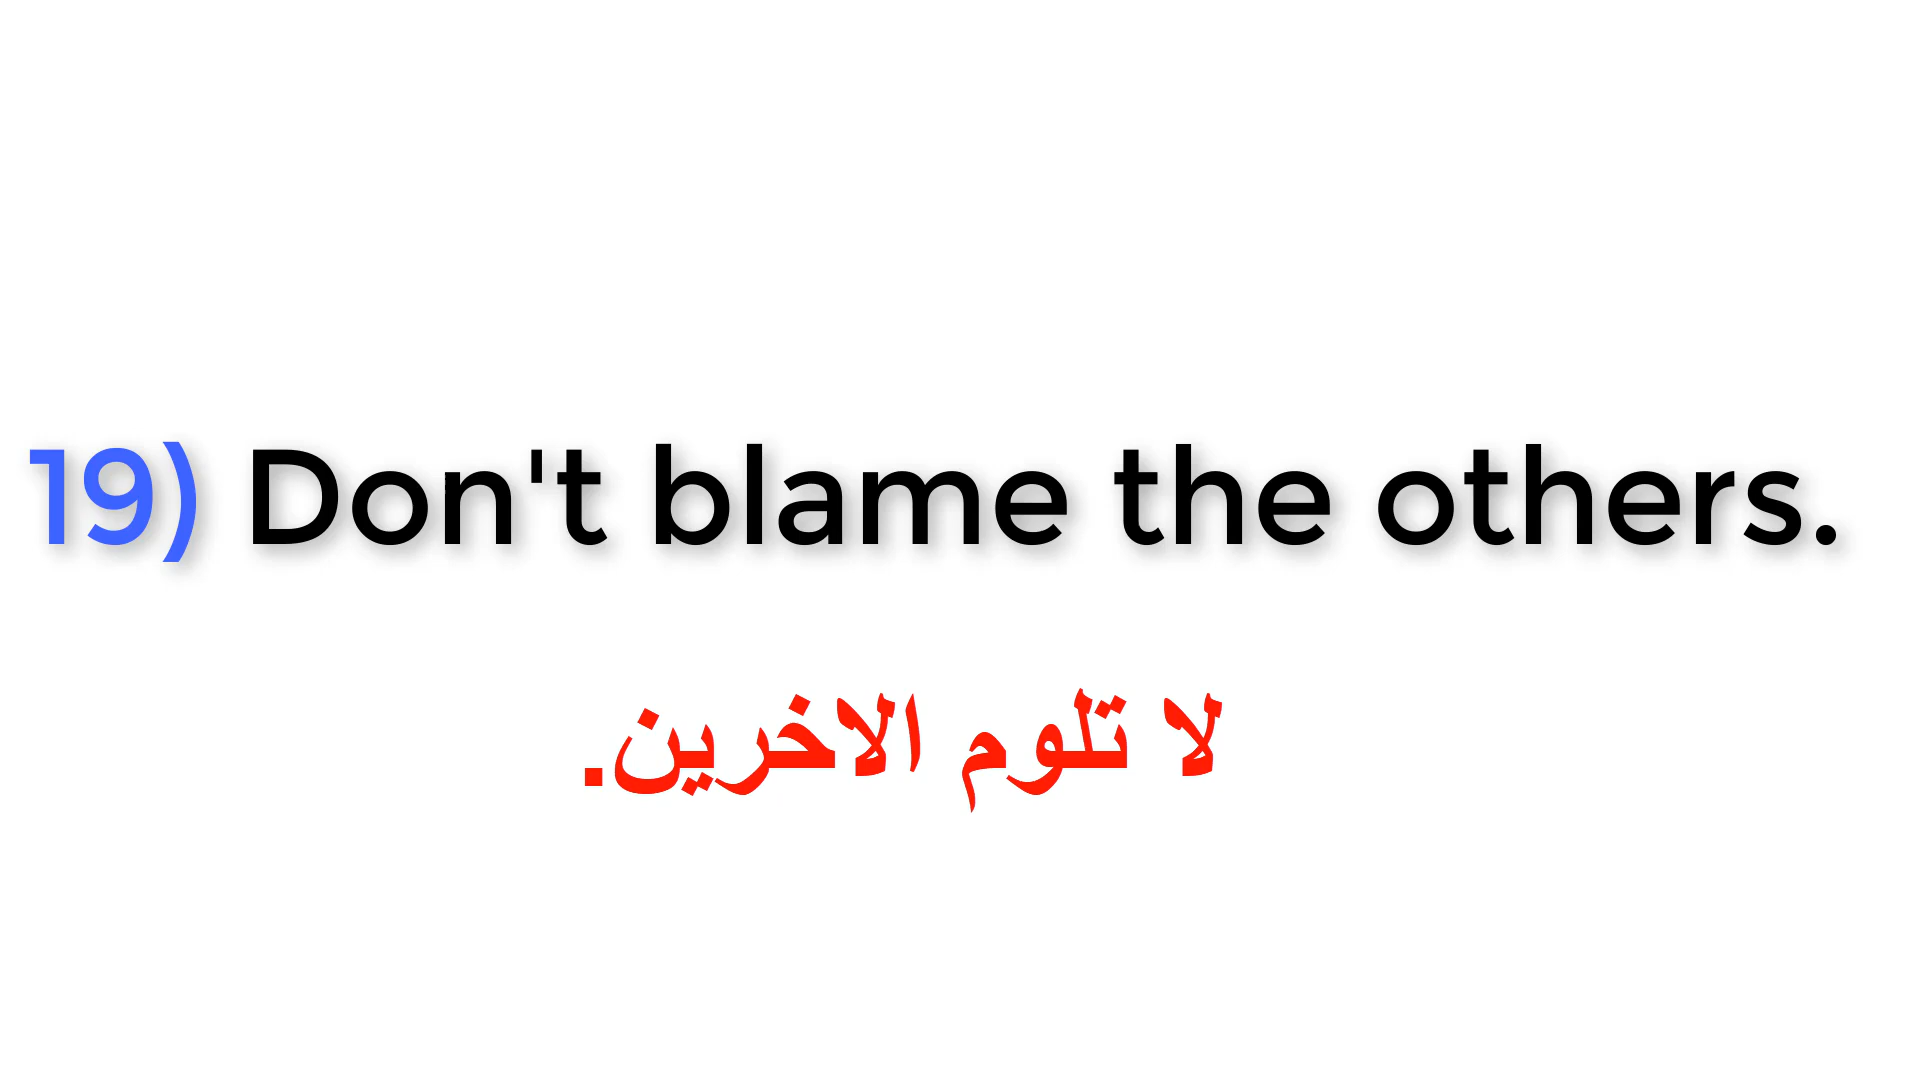 19) Don't blame the others.
لا تلوم الاخرين.